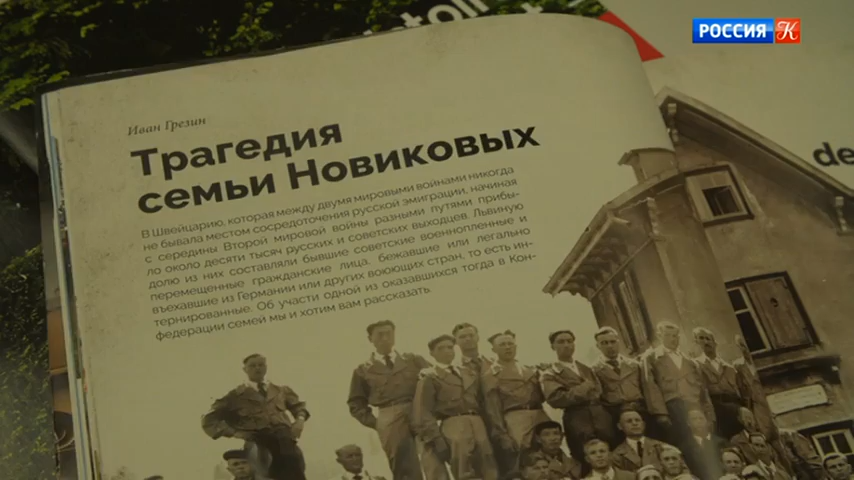 РОССИЯ К
Иван Грезин
Трагедия
семьи Новиковых
В Швейцарию, которая между двумя мировыми войнами никогда
не бывала местом сосредоточения русской эмиграции, начиная
с середины Второй мировой войны разными путями прибы-
ло около десяти тысяч русских и советских выходцев. Львиную
долю из них составляли бывшие советские военнопленные и
перемещенные гражданские лица, бежавшие или легально
въехавшие из Германии или других воюющих стран, то есть ин-
тернированные. Об участи одной из оказавшихся тогда в Кон-
федерации семей мы и хотим вам рассказать.
de